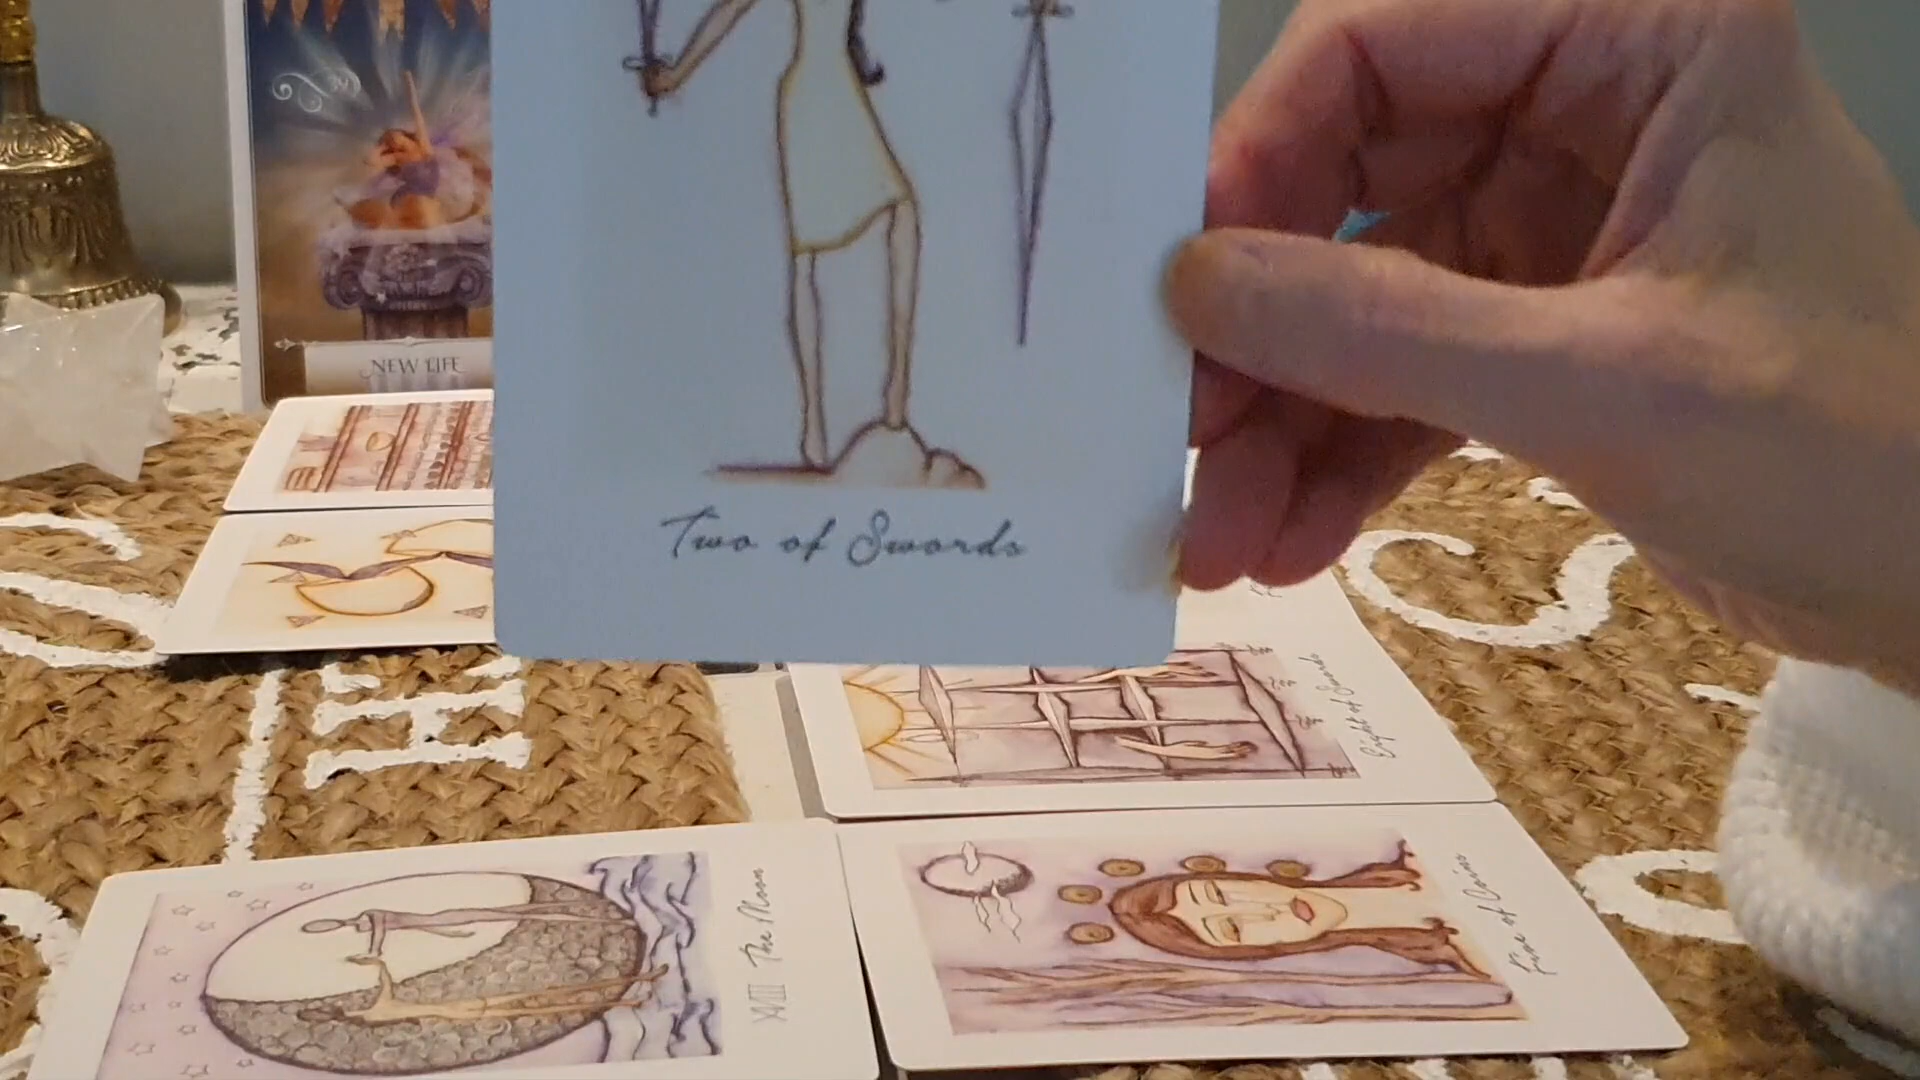 NEW LIFE
Two of Swords
Eight of Swords
XVIII The Moon
Five of Coins